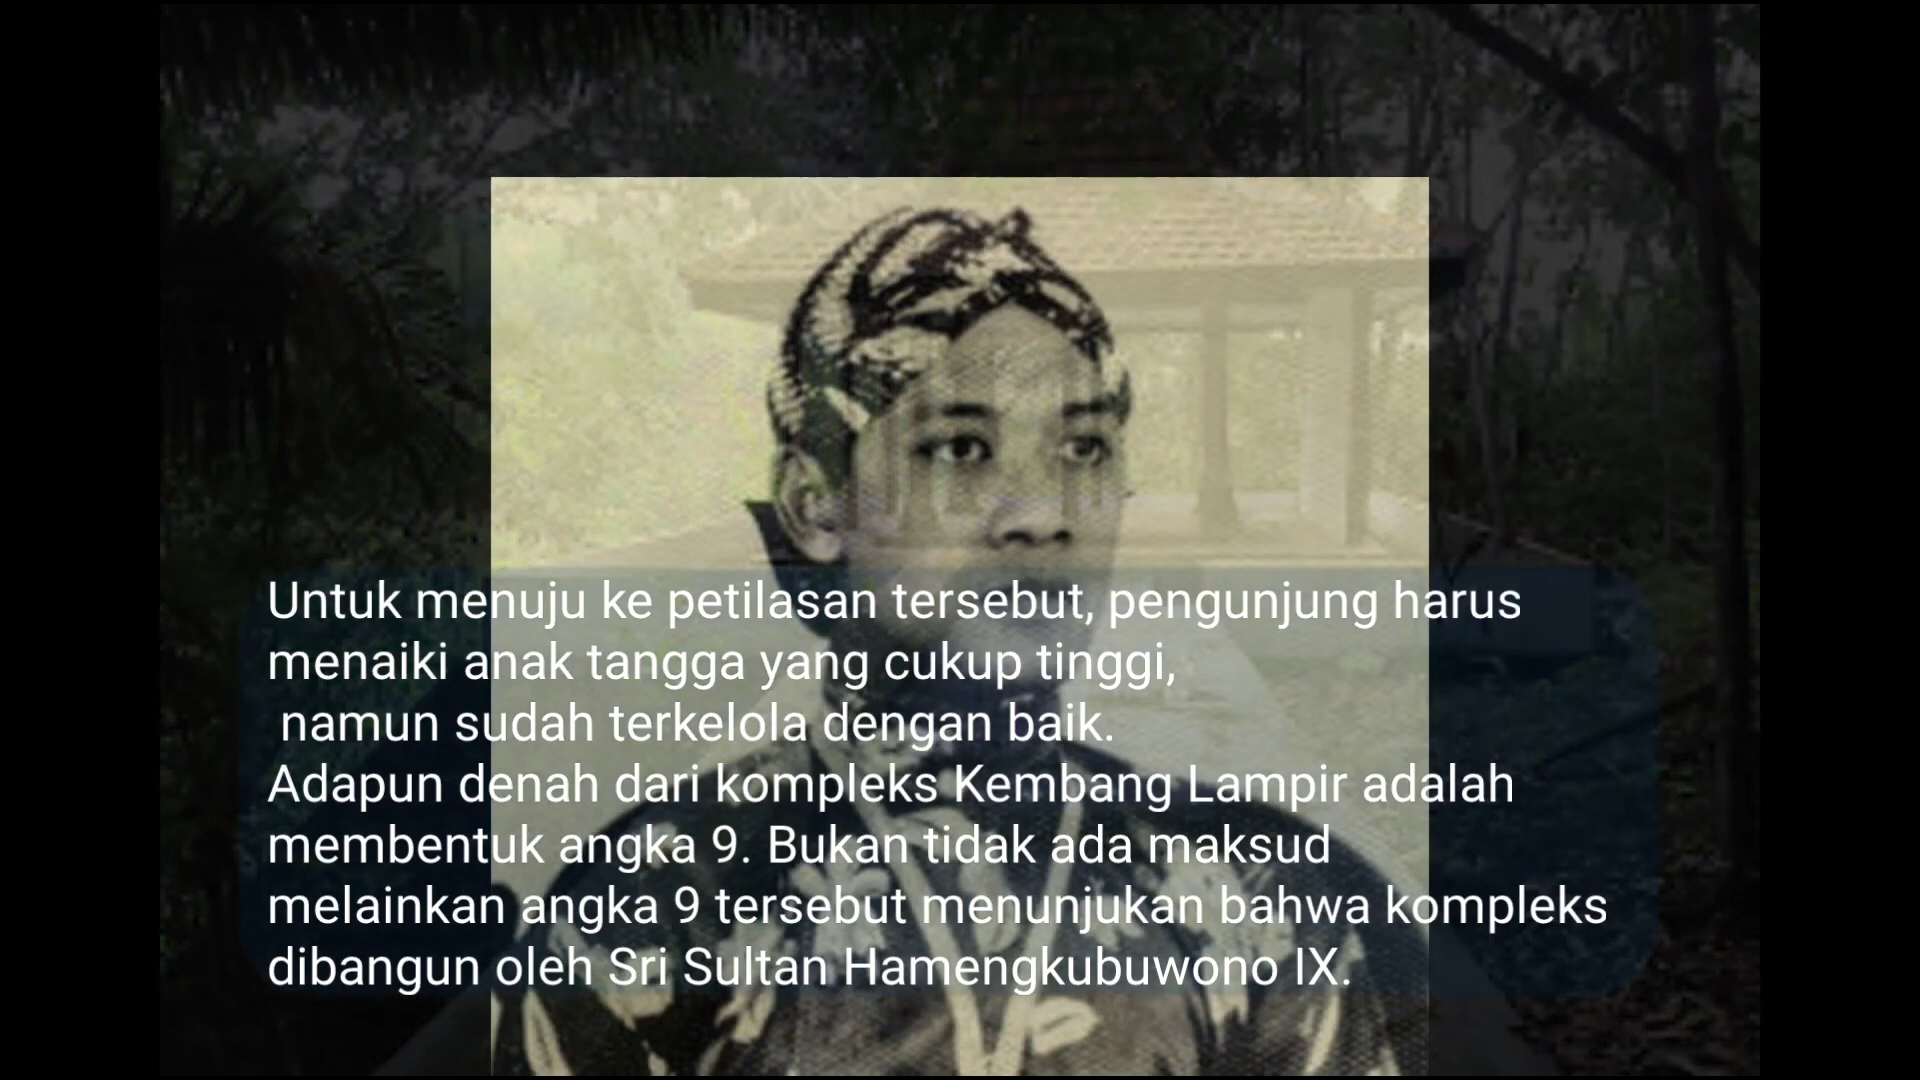 Untuk menuju ke petilasan tersebut, pengunjung harus
menaiki anak tangga yang cukup tinggi,
namun sudah terkelola dengan baik.
Adapun denah dari kompleks Kembang Lampir adalah
membentuk angka 9. Bukan tidak ada maksud
melainkan angka 9 tersebut menunjukan bahwa kompleks
dibangun oleh Sri Sultan Hamengkubuwono IX.